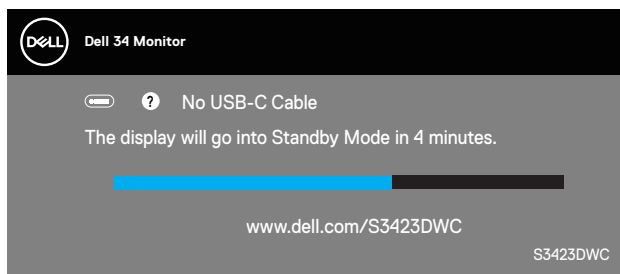 DELL
Dell 34 Monitor
? No USB-C Cable
The display will go into Standby Mode in 4 minutes.
www.dell.com/S3423DWC
S3423DWC